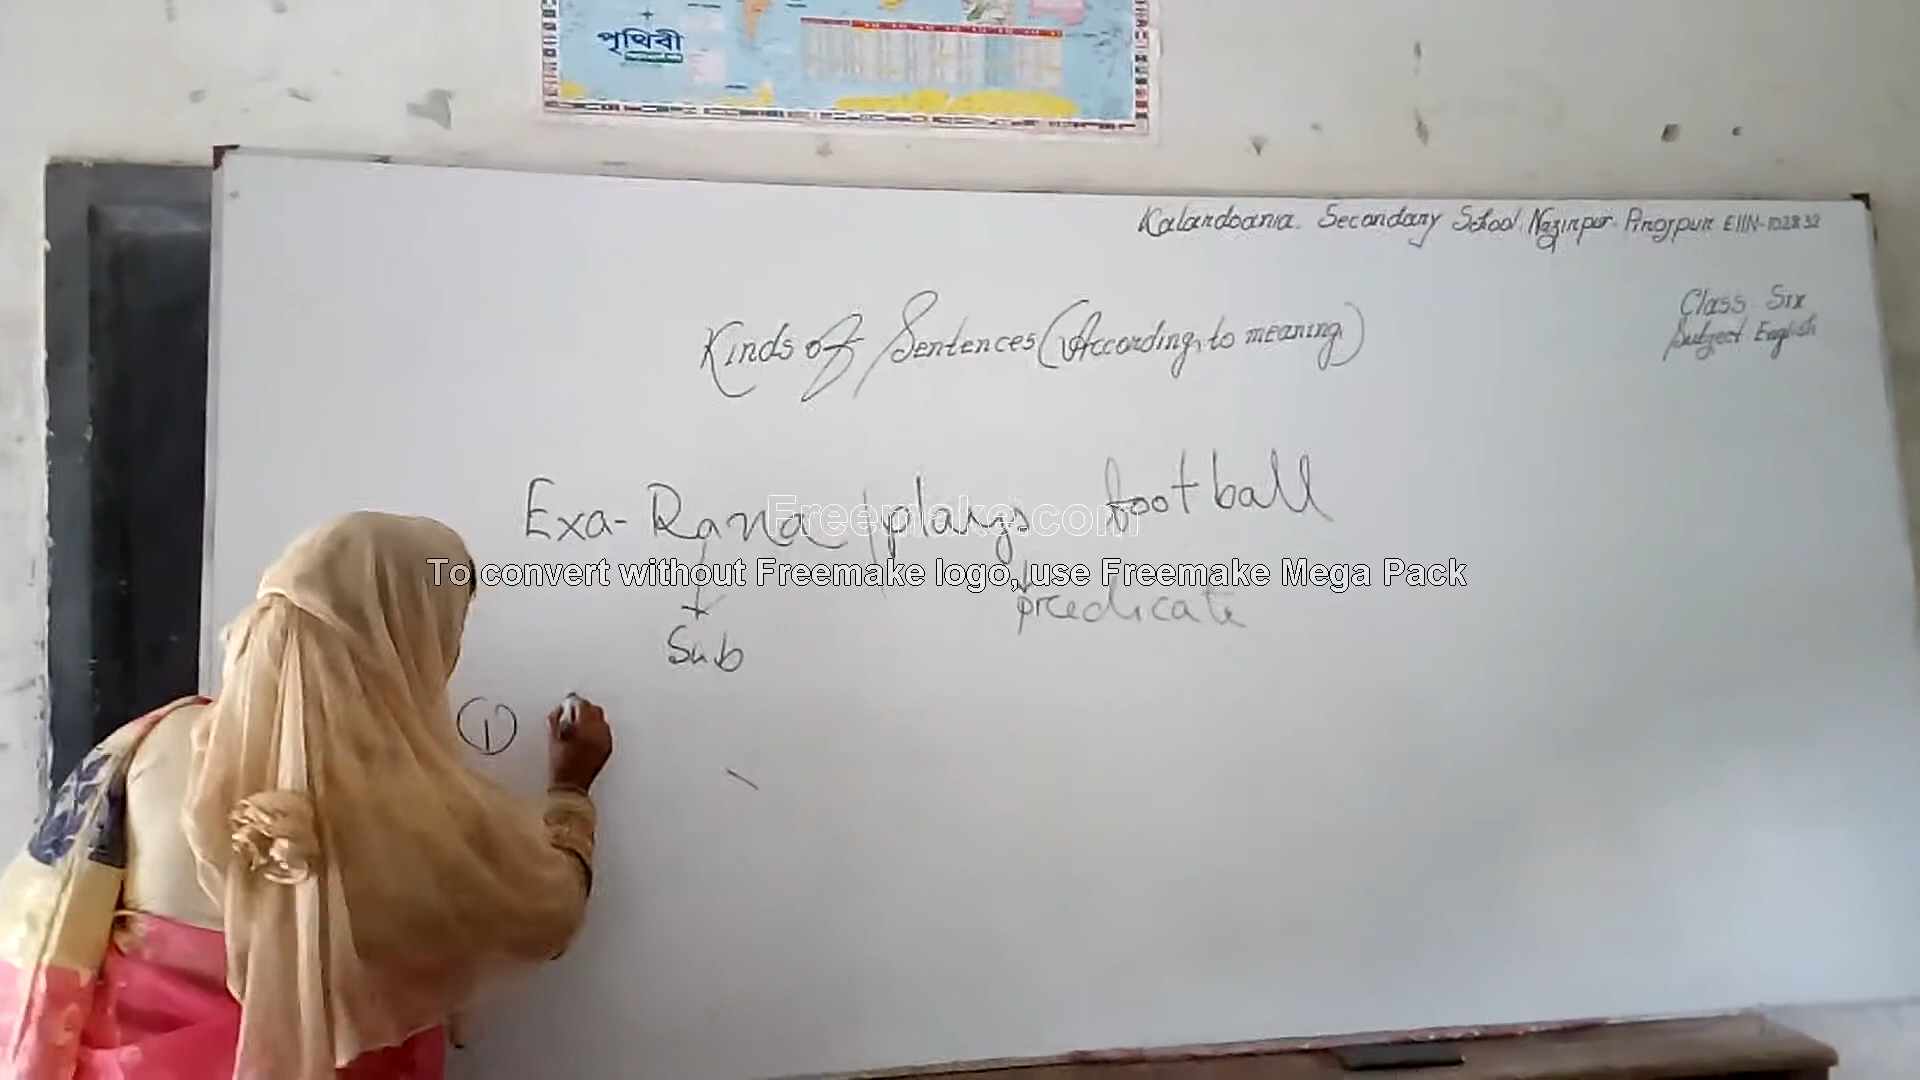 পৃথিবী
Kalardoania. Secondary School. Nazirpur. Pirojpur EIIN-102832
Class Six
Subject English
Kinds of Sentences (According, to meaning)
Exa- Rana / plays football
Freemake.com
To convert without Freemake logo, use Freemake Mega Pack
Sub
predicate
①